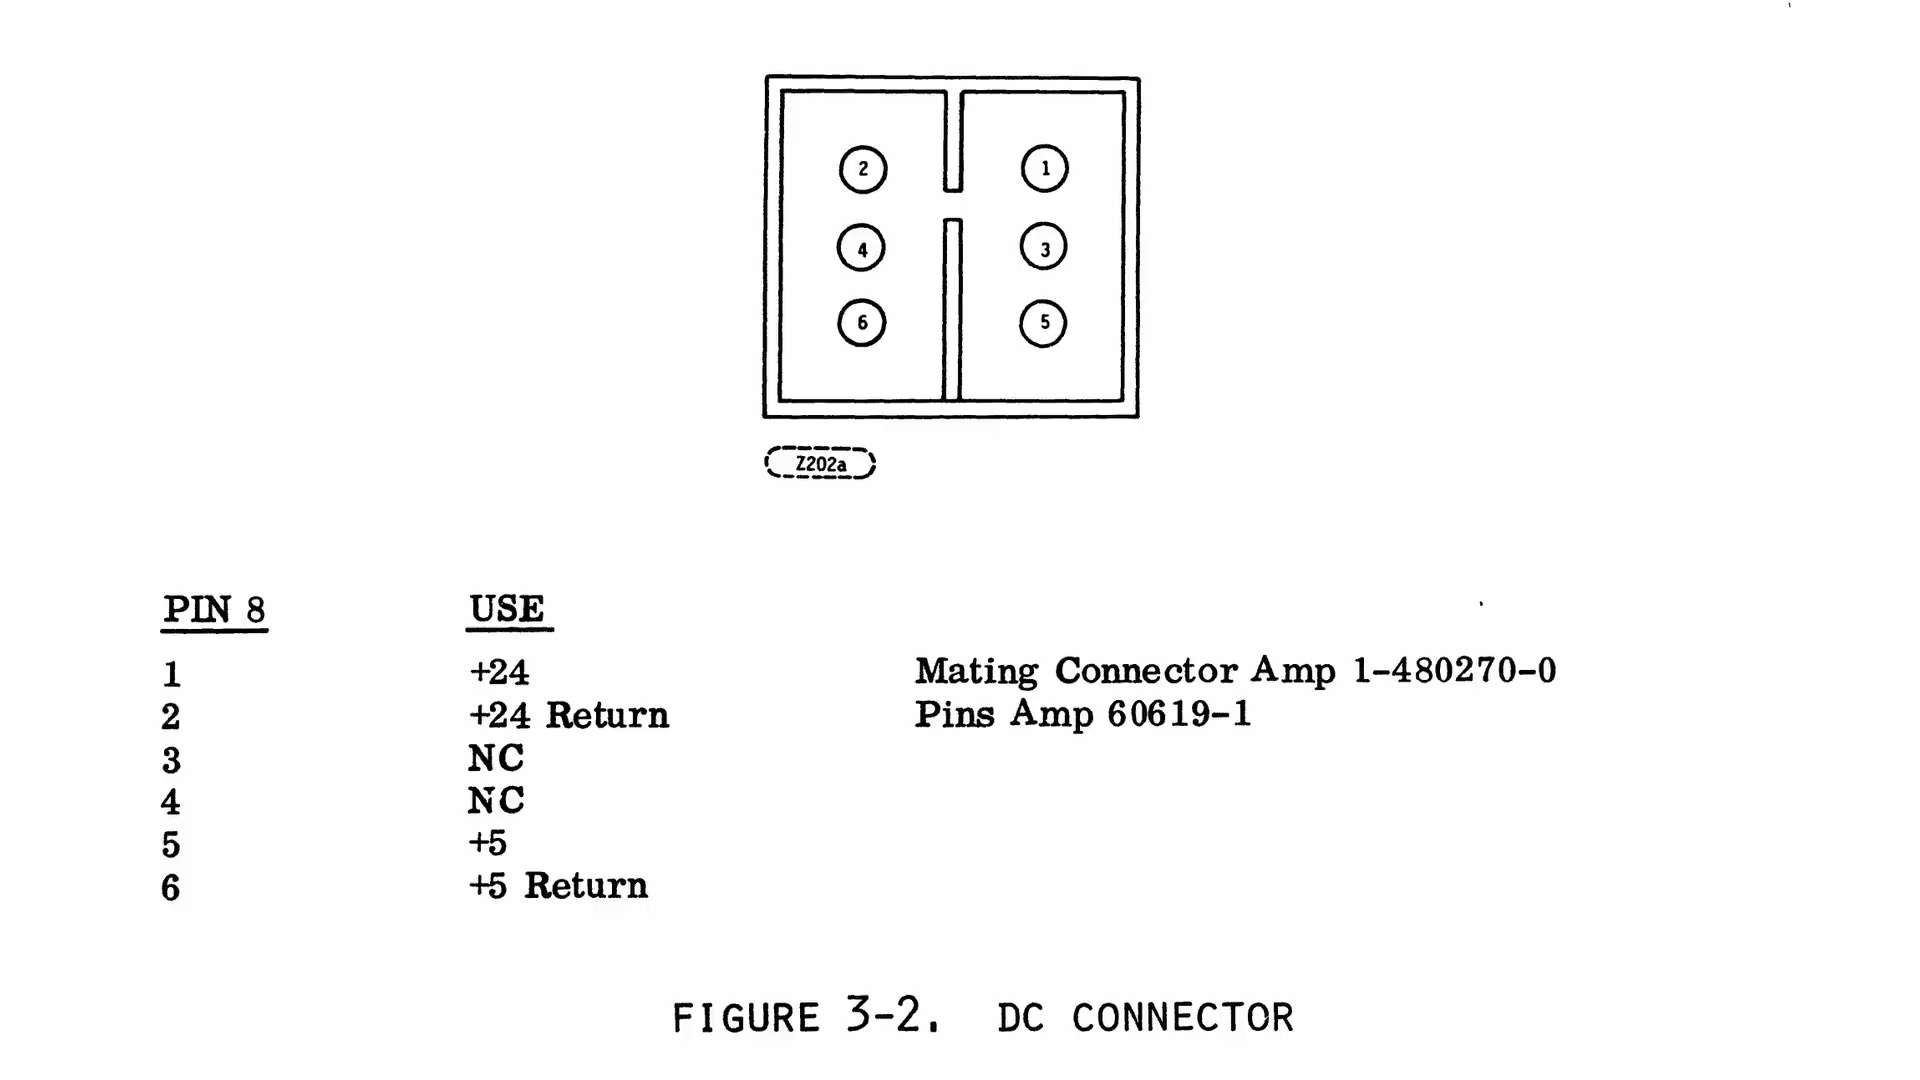 2 1
4 3
6 5
Z202a
PIN 8 USE
1 +24 Mating Connector Amp 1-480270-0
2 +24 Return Pins Amp 60619-1
3 NC
4 NC
5 +5
6 +5 Return
FIGURE 3-2. DC CONNECTOR